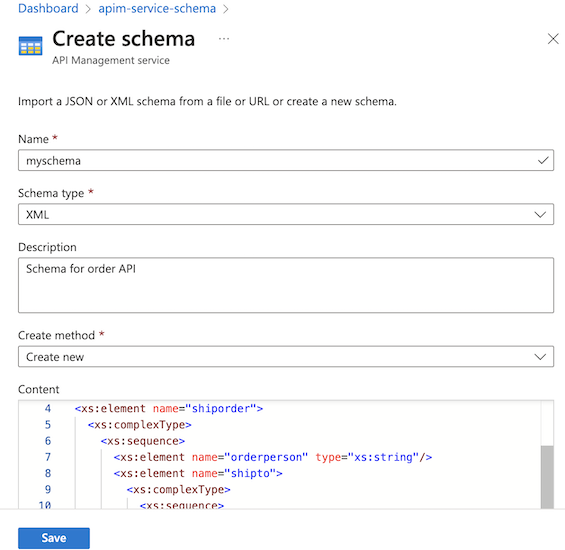 Dashboard > apim-service-schema >
Create schema ...
API Management service
Import a JSON or XML schema from a file or URL or create a new schema.
Name *
myschema
Schema type *
XML
Description
Schema for order API
Create method *
Create new
Content
4 <xs:element name="shiporder">
5 <xs:complexType>
6 <xs:sequence>
7 <xs:element name="orderperson" type="xs:string"/>
8 <xs:element name="shipto">
9 <xs:complexType>
10 <xs:sequence>
Save